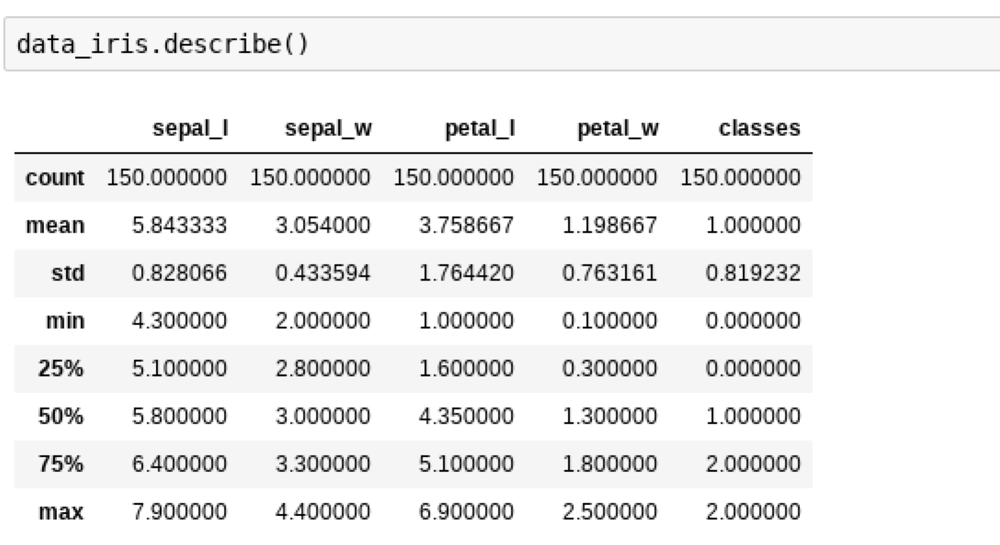 data_iris.describe()
sepal_l sepal_w petal_l petal_w classes
count 150.000000 150.000000 150.000000 150.000000 150.000000
mean 5.843333 3.054000 3.758667 1.198667 1.000000
std 0.828066 0.433594 1.764420 0.763161 0.819232
min 4.300000 2.000000 1.000000 0.100000 0.000000
25% 5.100000 2.800000 1.600000 0.300000 0.000000
50% 5.800000 3.000000 4.350000 1.300000 1.000000
75% 6.400000 3.300000 5.100000 1.800000 2.000000
max 7.900000 4.400000 6.900000 2.500000 2.000000